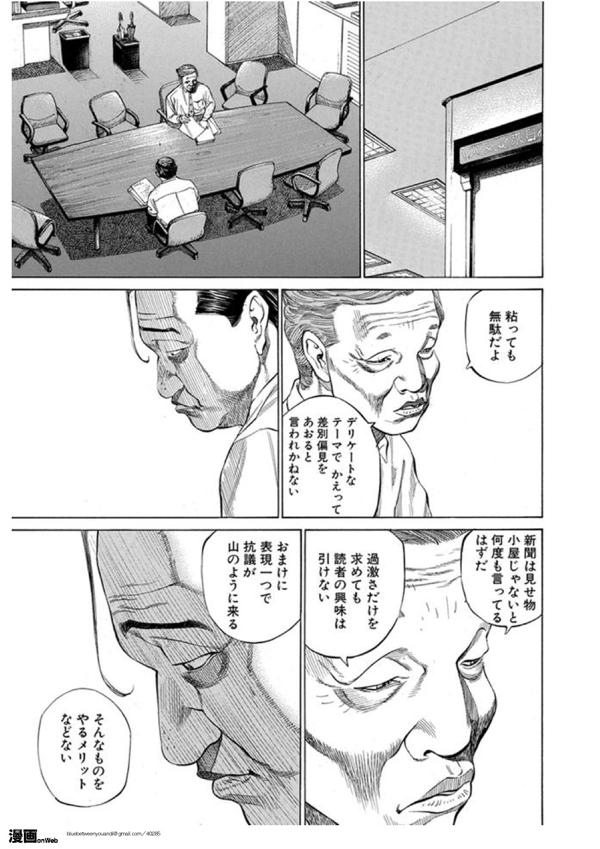 粘っても
無駄だよ
デリケートな
テーマで かえって
差別偏見を
あおると
言われかねない
新聞は見せ物
小屋じゃないと
何度も言ってる
はずだ
過激さだけを
求めても
読者の興味は
引けない
おまけに
表現一つで
抗議が
山のように来る
そんなものを
やるメリット
などない
漫画 on Web
bluebetweenyouandi@gmail.com/40285